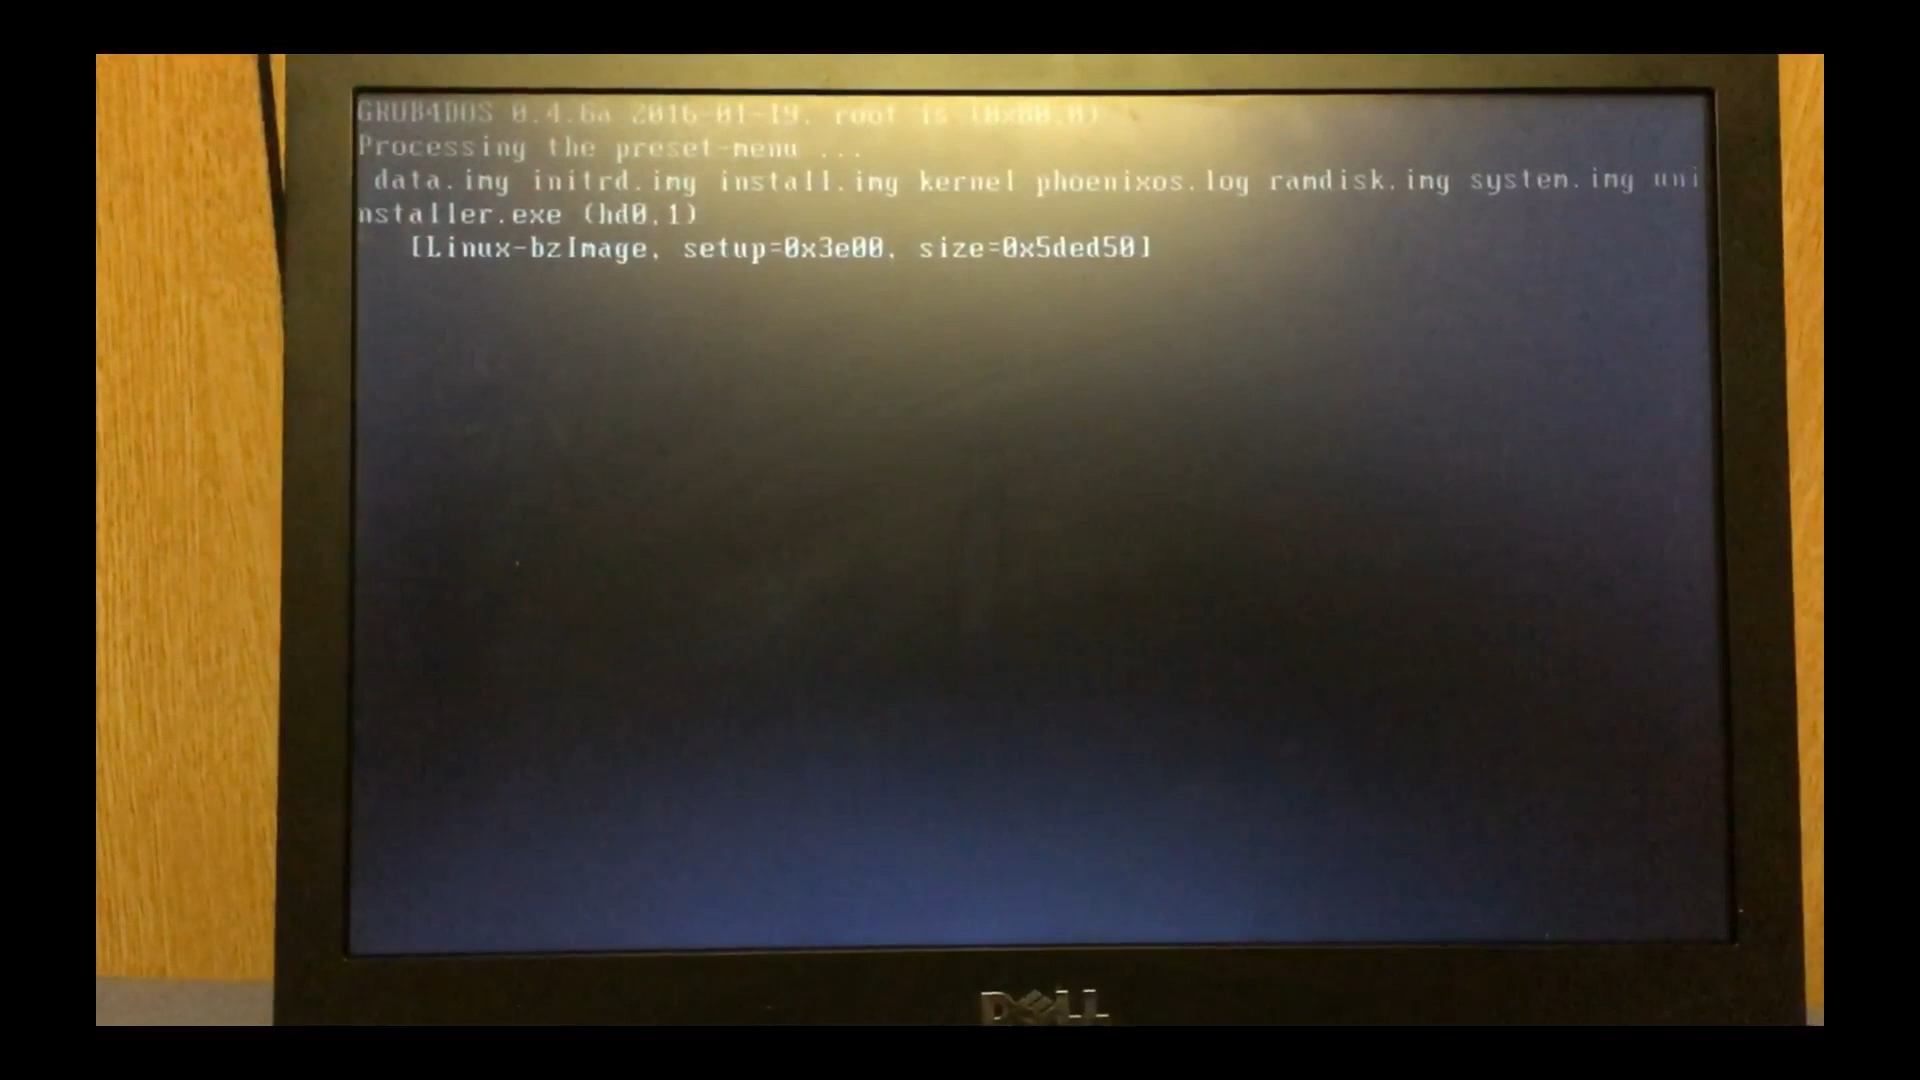 GRUB4DOS 0.4.6a 2016-01-19, root is (0x80,0)
Processing the preset-menu ...
data.img initrd.img install.img kernel phoenixos.log ramdisk.img system.img uni
nstaller.exe (hd0,1)
[Linux-bzImage, setup=0x3e00, size=0x5ded50]
DELL